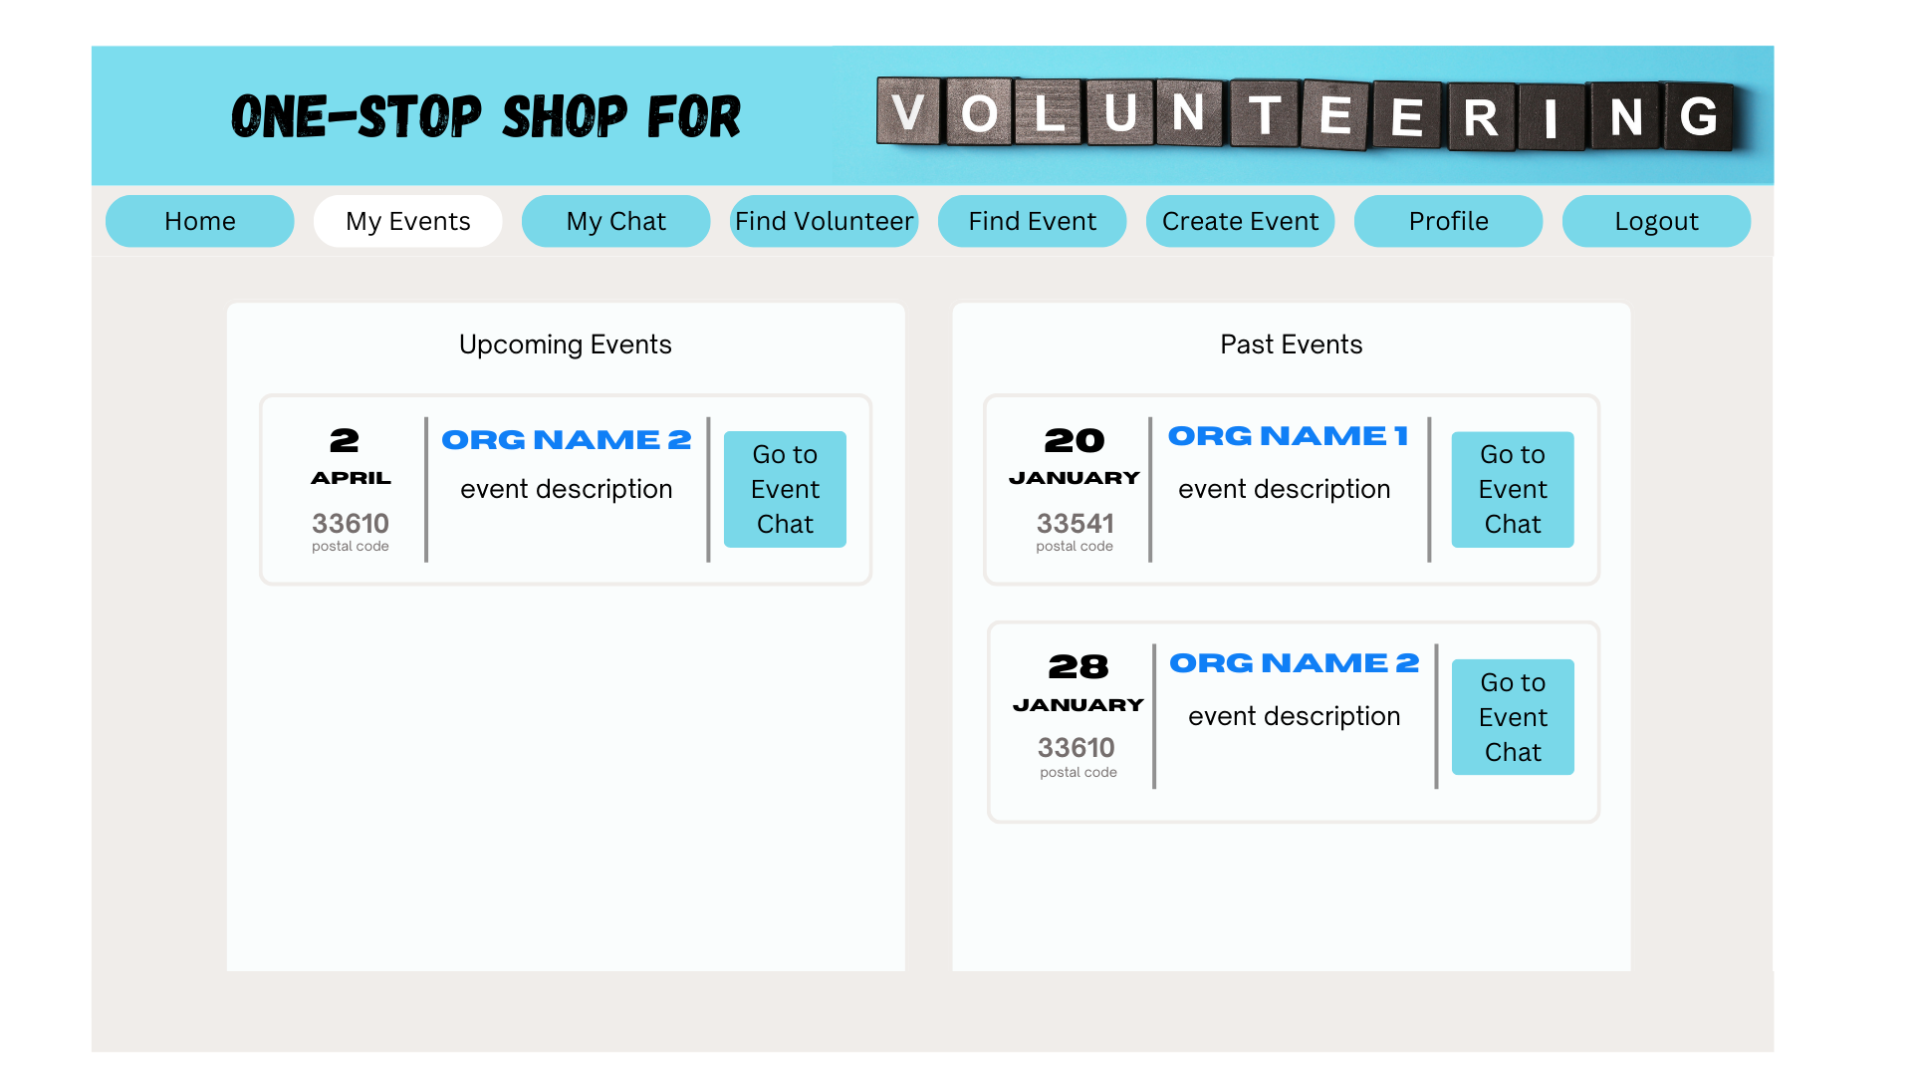 ONE-STOP SHOP FOR VOLUNTEERING
Home My Events My Chat Find Volunteer Find Event Create Event Profile Logout
Upcoming Events
2
APRIL
33610
postal code
ORG NAME 2
event description
Go to
Event
Chat
Past Events
20
JANUARY
33541
postal code
ORG NAME 1
event description
Go to
Event
Chat
28
JANUARY
33610
postal code
ORG NAME 2
event description
Go to
Event
Chat